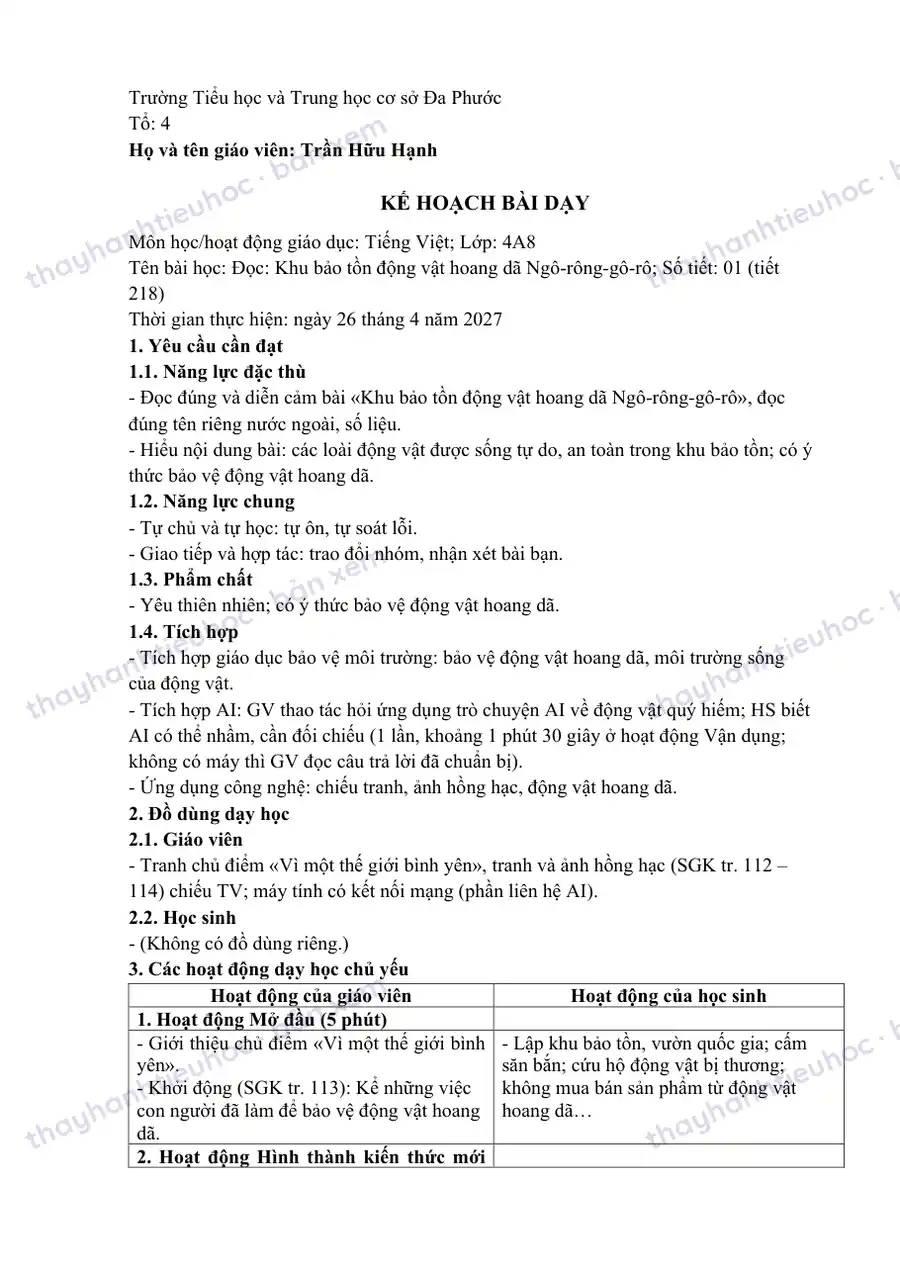 Trường Tiểu học và Trung học cơ sở Đa Phước
Tổ: 4
Họ và tên giáo viên: Trần Hữu Hạnh
KẾ HOẠCH BÀI DẠY
Môn học/hoạt động giáo dục: Tiếng Việt; Lớp: 4A8
Tên bài học: Đọc: Khu bảo tồn động vật hoang dã Ngô-rông-gô-rô; Số tiết: 01 (tiết
218)
Thời gian thực hiện: ngày 26 tháng 4 năm 2027
1. Yêu cầu cần đạt
1.1. Năng lực đặc thù
- Đọc đúng và diễn cảm bài «Khu bảo tồn động vật hoang dã Ngô-rông-gô-rô», đọc
đúng tên riêng nước ngoài, số liệu.
- Hiểu nội dung bài: các loài động vật được sống tự do, an toàn trong khu bảo tồn; có ý
thức bảo vệ động vật hoang dã.
1.2. Năng lực chung
- Tự chủ và tự học: tự ôn, tự soát lỗi.
- Giao tiếp và hợp tác: trao đổi nhóm, nhận xét bài bạn.
1.3. Phẩm chất
- Yêu thiên nhiên; có ý thức bảo vệ động vật hoang dã.
1.4. Tích hợp
- Tích hợp giáo dục bảo vệ môi trường: bảo vệ động vật hoang dã, môi trường sống
của động vật.
- Tích hợp AI: GV thao tác hỏi ứng dụng trò chuyện AI về động vật quý hiếm; HS biết
AI có thể nhầm, cần đối chiếu (1 lần, khoảng 1 phút 30 giây ở hoạt động Vận dụng;
không có máy thì GV đọc câu trả lời đã chuẩn bị).
- Ứng dụng công nghệ: chiếu tranh, ảnh hồng hạc, động vật hoang dã.
2. Đồ dùng dạy học
2.1. Giáo viên
- Tranh chủ điểm «Vì một thế giới bình yên», tranh và ảnh hồng hạc (SGK tr. 112 –
114) chiếu TV; máy tính có kết nối mạng (phần liên hệ AI).
2.2. Học sinh
- (Không có đồ dùng riêng.)
3. Các hoạt động dạy học chủ yếu
Hoạt động của giáo viên
Hoạt động của học sinh
1. Hoạt động Mở đầu (5 phút)
- Giới thiệu chủ điểm «Vì một thế giới bình
yên».
- Khởi động (SGK tr. 113): Kể những việc
con người đã làm để bảo vệ động vật hoang
dã.
- Lập khu bảo tồn, vườn quốc gia; cấm
săn bắn; cứu hộ động vật bị thương;
không mua bán sản phẩm từ động vật
hoang dã…
2. Hoạt động Hình thành kiến thức mới
thayhanhtieuhoc · bản xem
thayhanhtieuhoc · b
thayhanhtieuhoc · bản xem
thayhanhtieuhoc · b
thayhanhtieuhoc · bản xem
thayhanhtieuhoc · b